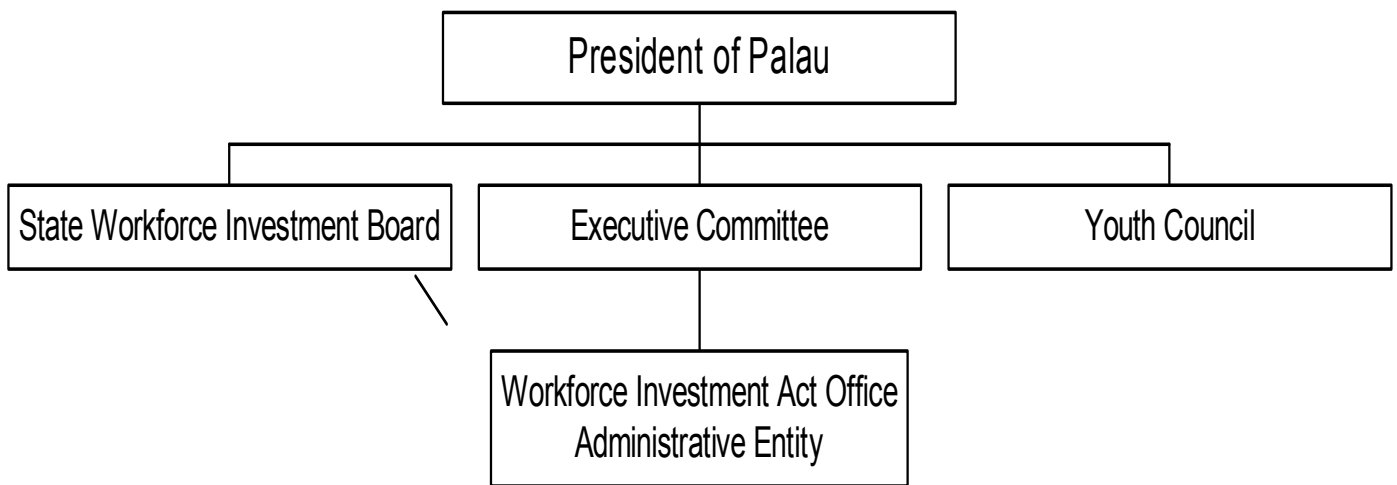 President of Palau
State Workforce Investment Board
Executive Committee
Youth Council
Workforce Investment Act Office
Administrative Entity